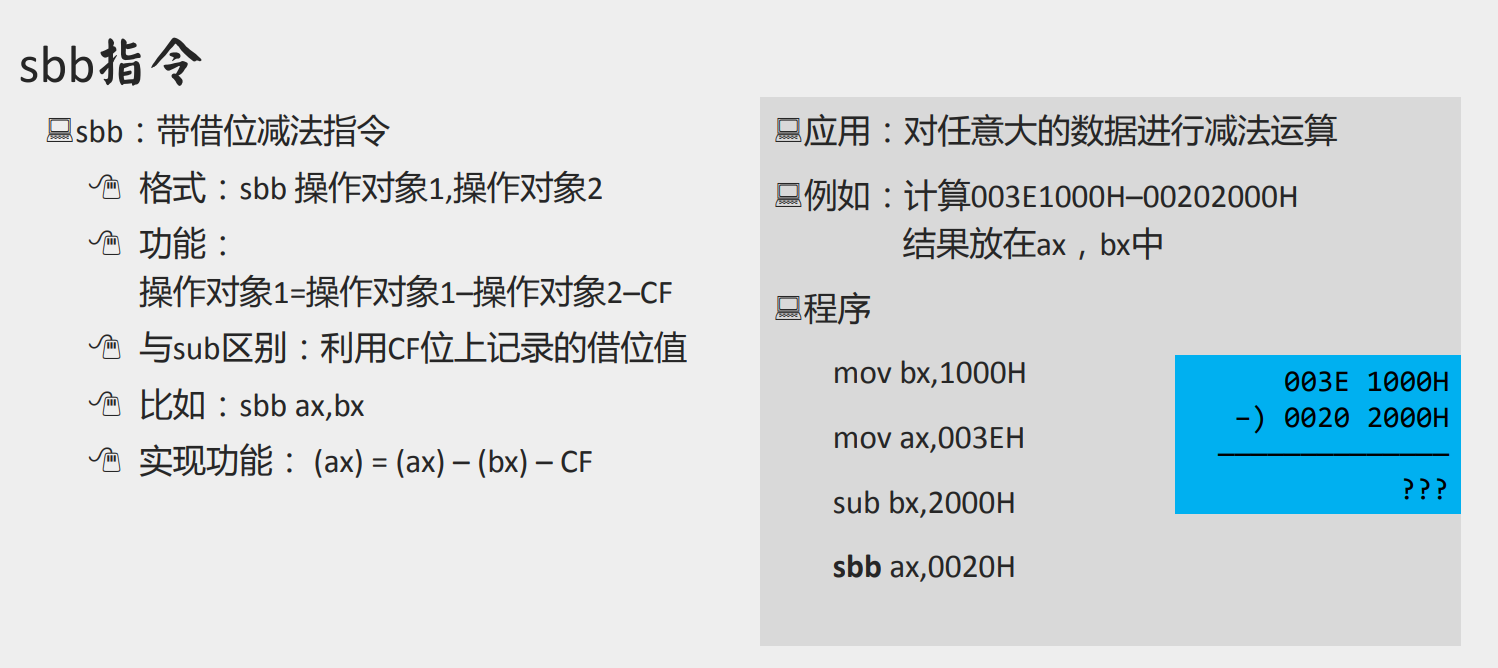 sbb指令
sbb：带借位减法指令
格式：sbb 操作对象1,操作对象2
功能：
操作对象1=操作对象1–操作对象2–CF
与sub区别：利用CF位上记录的借位值
比如：sbb ax,bx
实现功能： (ax) = (ax) – (bx) – CF
应用：对任意大的数据进行减法运算
例如：计算003E1000H–00202000H
结果放在ax，bx中
程序
mov bx,1000H
mov ax,003EH
sub bx,2000H
sbb ax,0020H
003E 1000H
–) 0020 2000H
???